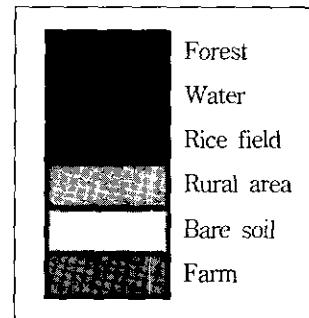 Forest
Water
Rice field
Rural area
Bare soil
Farm